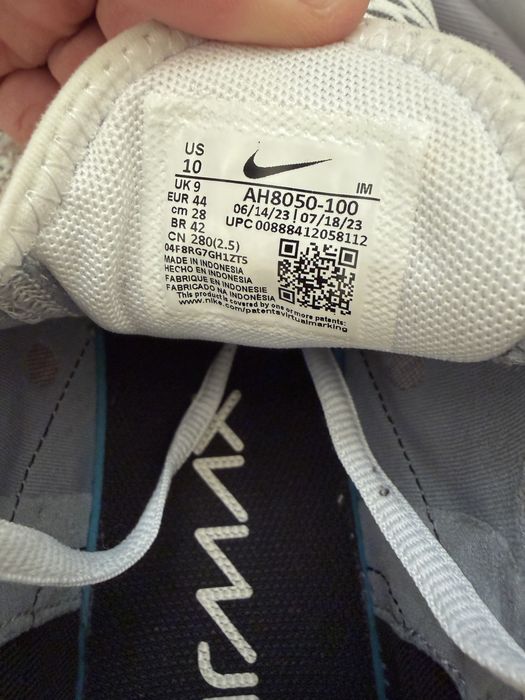 US
10
IM
UK 9
EUR 44
cm 28
BR 42
CN 280(2.5)
AH8050-100
06/14/23 | 07/18/23
UPC 00888412058112
04F8RG7GH1ZT5
MADE IN INDONESIA
HECHO EN INDONESIA
FABRIQUE EN INDONESIE
FABRICADO NA INDONÉSIA
This product is covered by one or more patents:
www.nike.com/patentsvirtualmarking